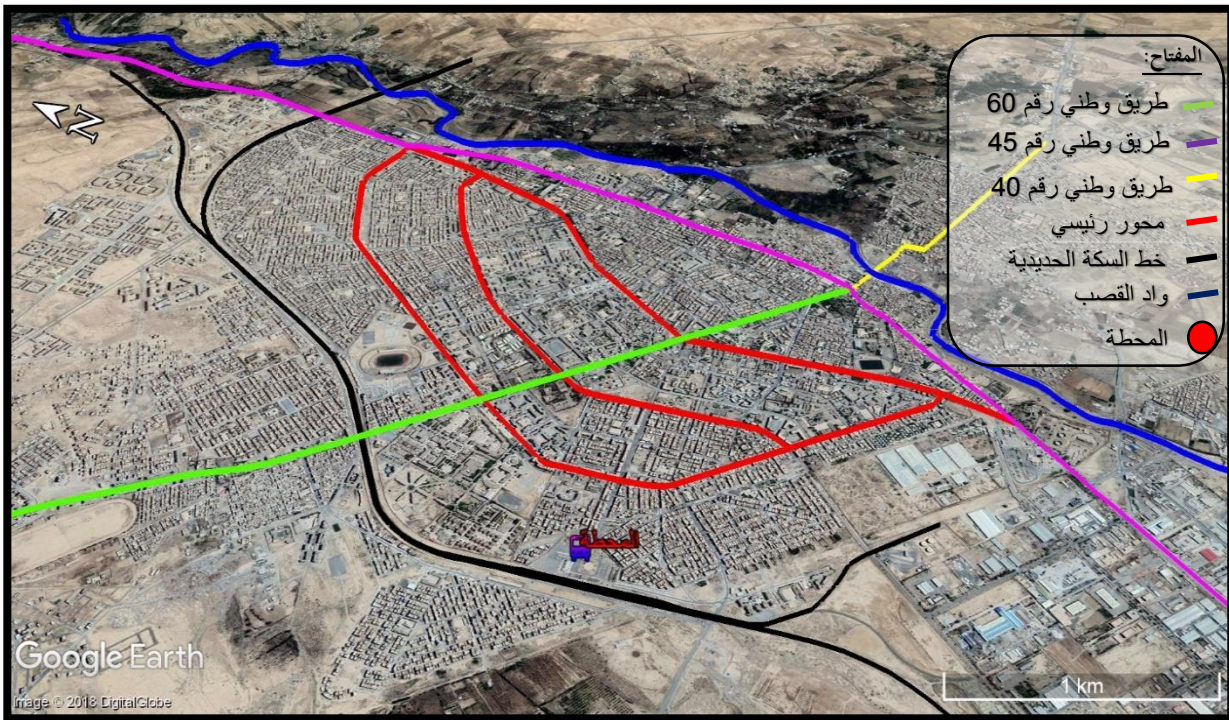 المفتاح:
طريق وطني رقم 60
طريق وطني رقم 45
طريق وطني رقم 40
محور رئيسي
خط السكة الحديدية
واد القصب
المحطة
N
المحطة
Google Earth
Image © 2018 DigitalGlobe
1 km